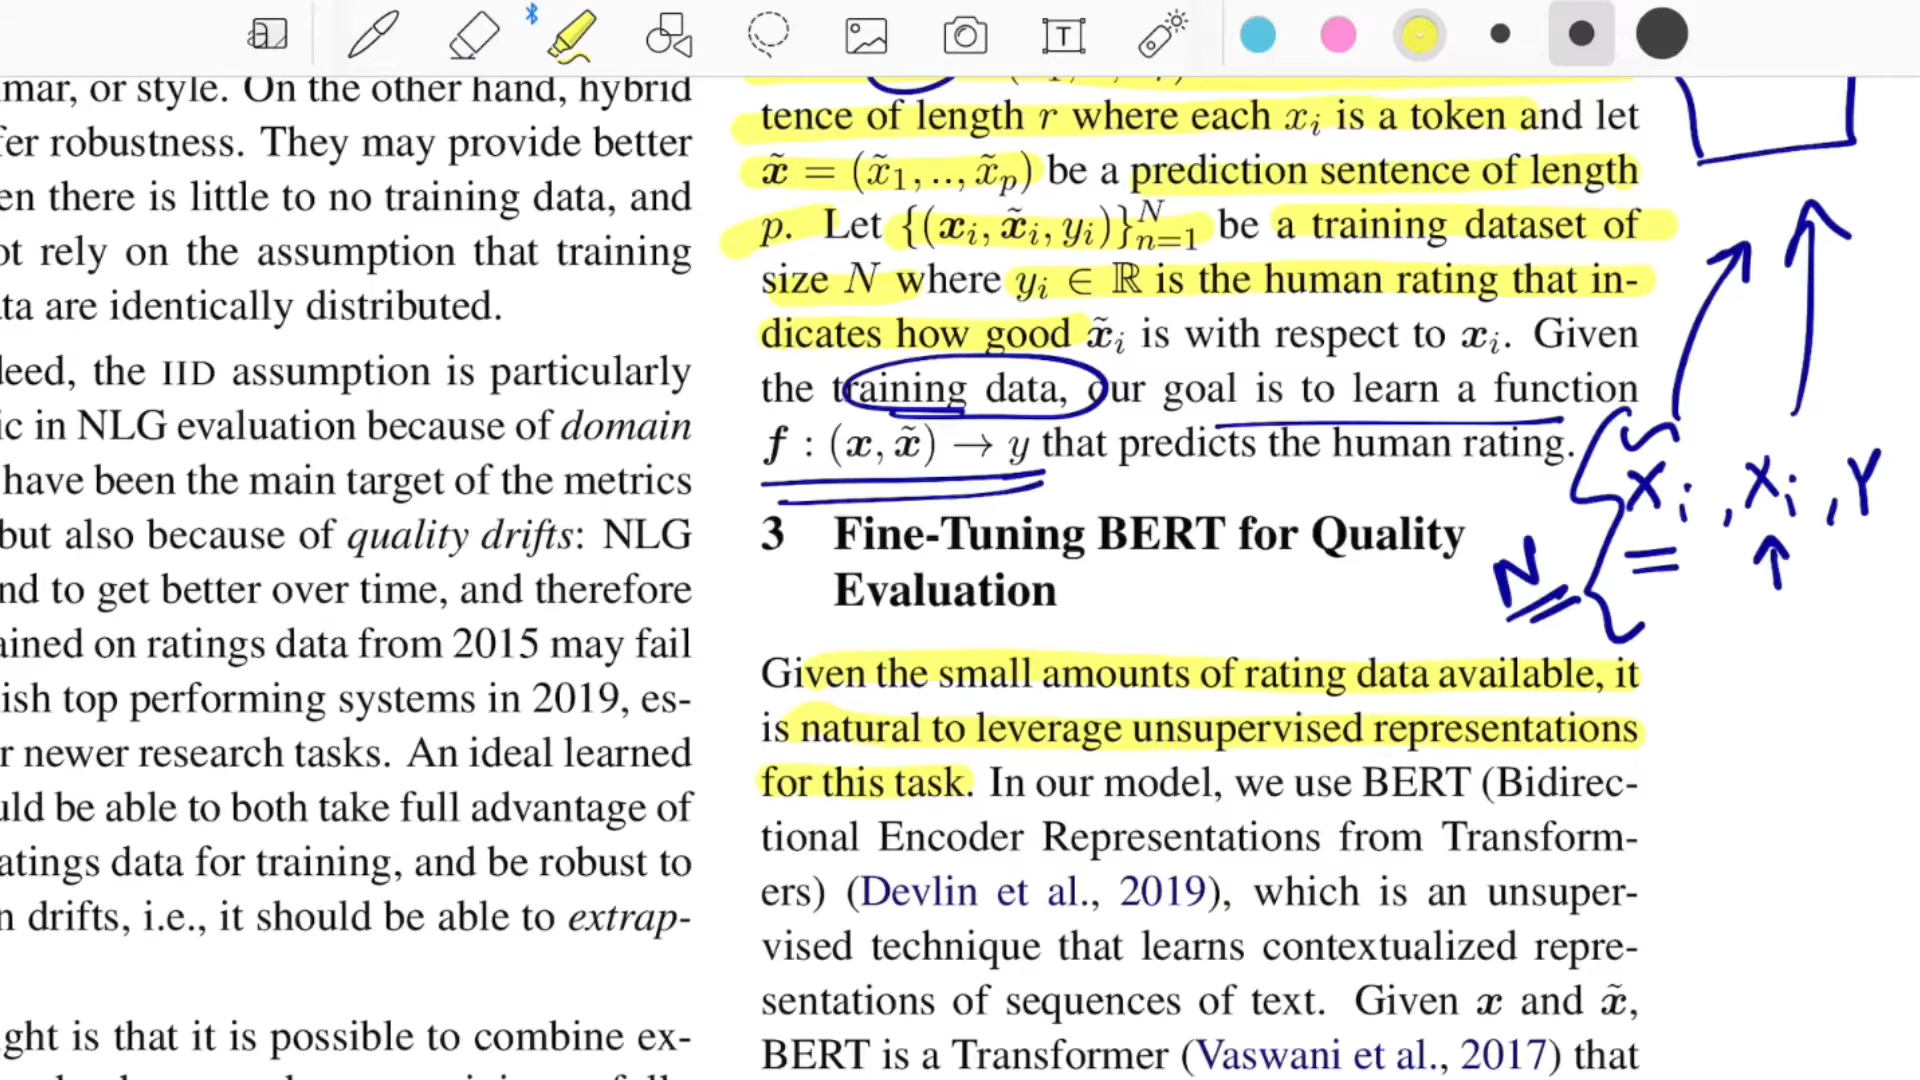 T
mar, or style. On the other hand, hybrid
fer robustness. They may provide better
en there is little to no training data, and
ot rely on the assumption that training
ta are identically distributed.
leed, the IID assumption is particularly
ic in NLG evaluation because of domain
have been the main target of the metrics
but also because of quality drifts: NLG
nd to get better over time, and therefore
ained on ratings data from 2015 may fail
ish top performing systems in 2019, es-
r newer research tasks. An ideal learned
uld be able to both take full advantage of
atings data for training, and be robust to
n drifts, i.e., it should be able to extrap-
ght is that it is possible to combine ex-
tence of length r where each xᵢ is a token and let
x̃ = (x̃₁, .., x̃ₚ) be a prediction sentence of length
p. Let {(xᵢ, x̃ᵢ, yᵢ)}ᴺₙ₌₁ be a training dataset of
size N where yᵢ ∈ ℝ is the human rating that in-
dicates how good x̃ᵢ is with respect to xᵢ. Given
the training data, our goal is to learn a function
f : (x, x̃) → y that predicts the human rating.
3 Fine-Tuning BERT for Quality
Evaluation
Given the small amounts of rating data available, it
is natural to leverage unsupervised representations
for this task. In our model, we use BERT (Bidirec-
tional Encoder Representations from Transform-
ers) (Devlin et al., 2019), which is an unsuper-
vised technique that learns contextualized repre-
sentations of sequences of text. Given x and x̃,
BERT is a Transformer (Vaswani et al., 2017) that
x̃ᵢ, xᵢ, Y
N